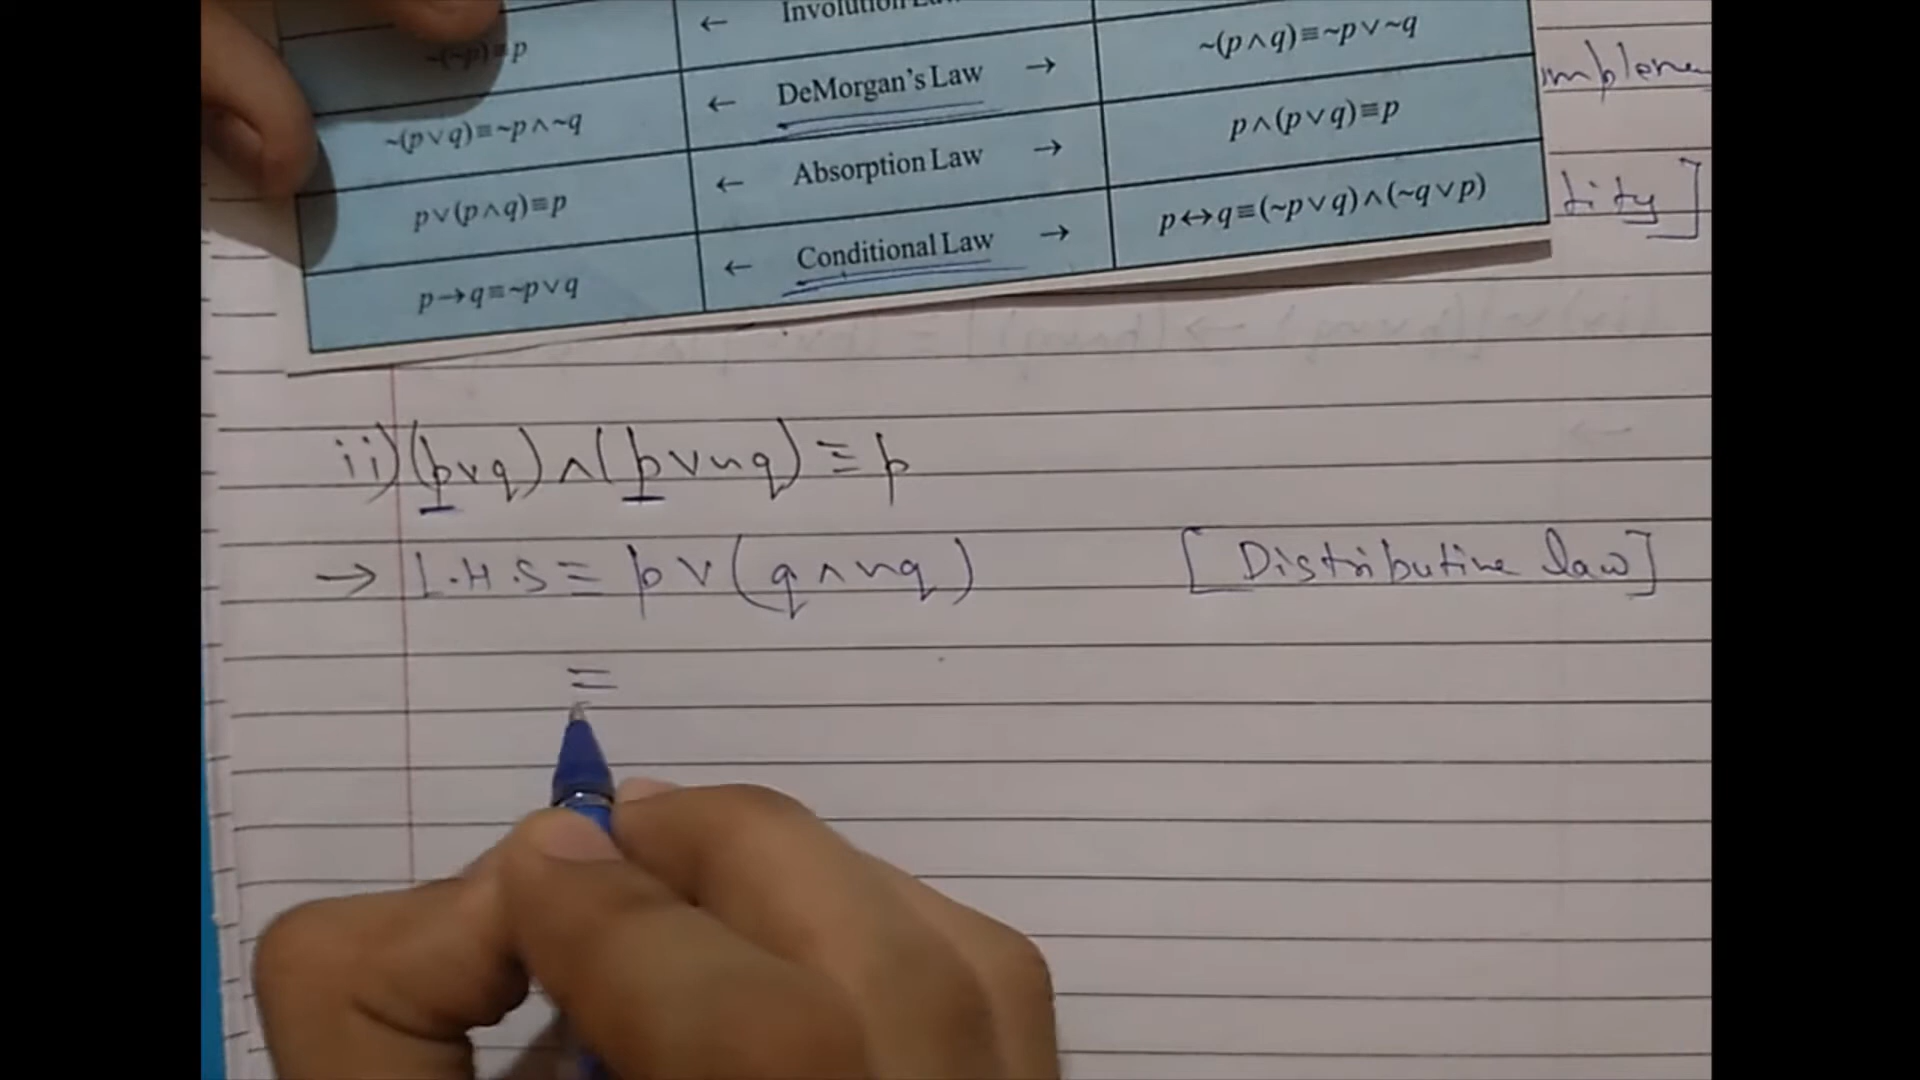 ← Involution
~(~p)≡p
~(p∧q)≡~p∨~q
← DeMorgan's Law →
~(p∨q)≡~p∧~q
p∧(p∨q)≡p
← Absorption Law →
p∨(p∧q)≡p
p↔q≡(~p∨q)∧(~q∨p)
← Conditional Law →
p→q≡~p∨q
ii) (p∨q)∧(p∨~q)≡p
→ L.H.S = p∨(q∧~q) [Distributive law]
=